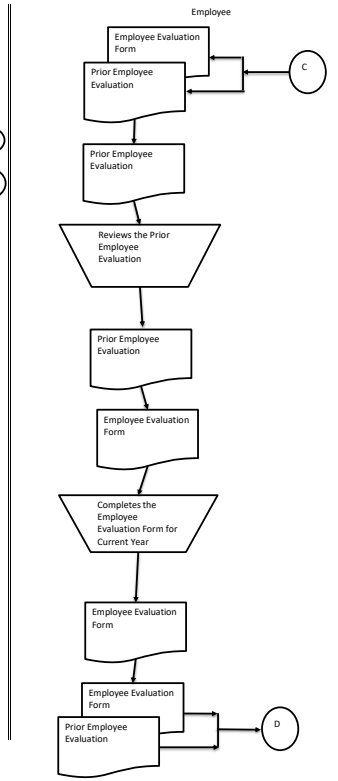 Employee
Employee Evaluation
Form
C
Prior Employee
Evaluation
Prior Employee
Evaluation
Reviews the Prior
Employee
Evaluation
Prior Employee
Evaluation
Employee Evaluation
Form
Completes the
Employee
Evaluation Form for
Current Year
Employee Evaluation
Form
Employee Evaluation
Form
D
Prior Employee
Evaluation